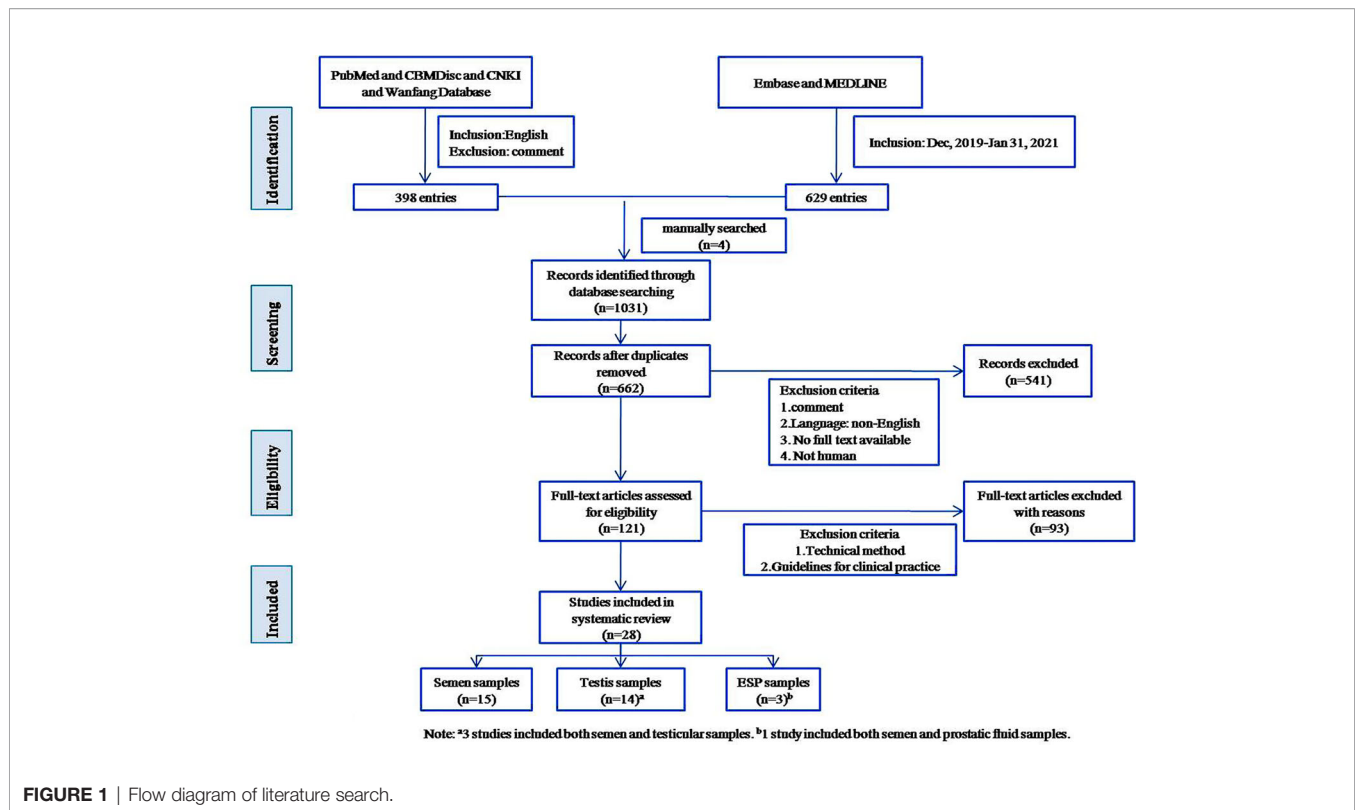 PubMed and CBMDisc and CNKI
and Wanfang Database
Embase and MEDLINE
Identification
Inclusion:English
Exclusion: comment
Inclusion: Dec, 2019-Jan 31, 2021
398 entries
629 entries
manually searched
(n=4)
Screening
Records identified through
database searching
(n=1031)
Records after duplicates
removed
(n=662)
Records excluded
(n=541)
Exclusion criteria
1.comment
2.Language: non-English
3. No full text available
4. Not human
Eligibility
Full-text articles assessed
for eligibility
(n=121)
Full-text articles excluded
with reasons
(n=93)
Exclusion criteria
1.Technical method
2.Guidelines for clinical practice
Included
Studies included in
systematic review
(n=28)
Semen samples
(n=15)
Testis samples
(n=14)ᵃ
ESP samples
(n=3)ᵇ
Note: ᵃ3 studies included both semen and testicular samples. ᵇ1 study included both semen and prostatic fluid samples.
FIGURE 1 | Flow diagram of literature search.